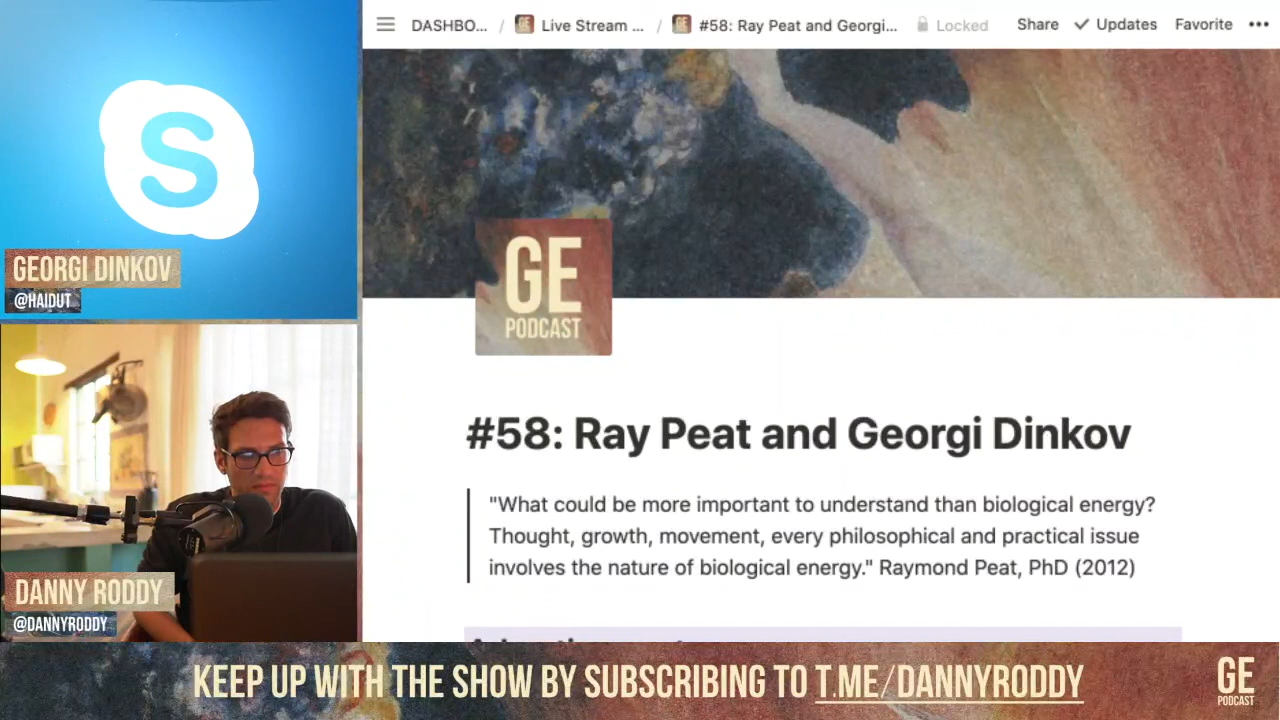 DASHBO... / Live Stream ... / #58: Ray Peat and Georgi... Locked Share Updates Favorite •••
S
GEORGI DINKOV
@HAIDUT
GE
PODCAST
#58: Ray Peat and Georgi Dinkov
"What could be more important to understand than biological energy?
Thought, growth, movement, every philosophical and practical issue
involves the nature of biological energy." Raymond Peat, PhD (2012)
DANNY RODDY
@DANNYRODDY
KEEP UP WITH THE SHOW BY SUBSCRIBING TO T.ME/DANNYRODDY
GE
PODCAST